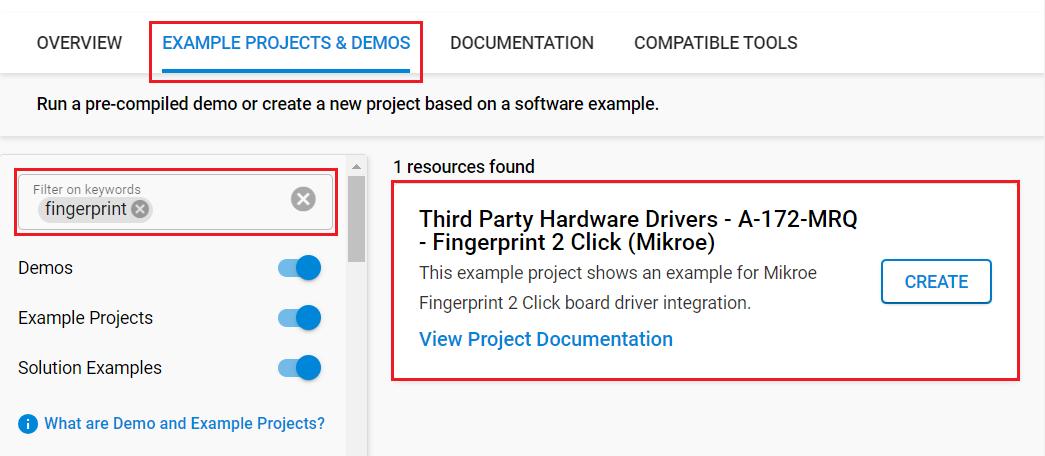 OVERVIEW
EXAMPLE PROJECTS & DEMOS
DOCUMENTATION
COMPATIBLE TOOLS
Run a pre-compiled demo or create a new project based on a software example.
Filter on keywords
fingerprint
Demos
Example Projects
Solution Examples
What are Demo and Example Projects?
1 resources found
Third Party Hardware Drivers - A-172-MRQ
- Fingerprint 2 Click (Mikroe)
This example project shows an example for Mikroe
Fingerprint 2 Click board driver integration.
View Project Documentation
CREATE